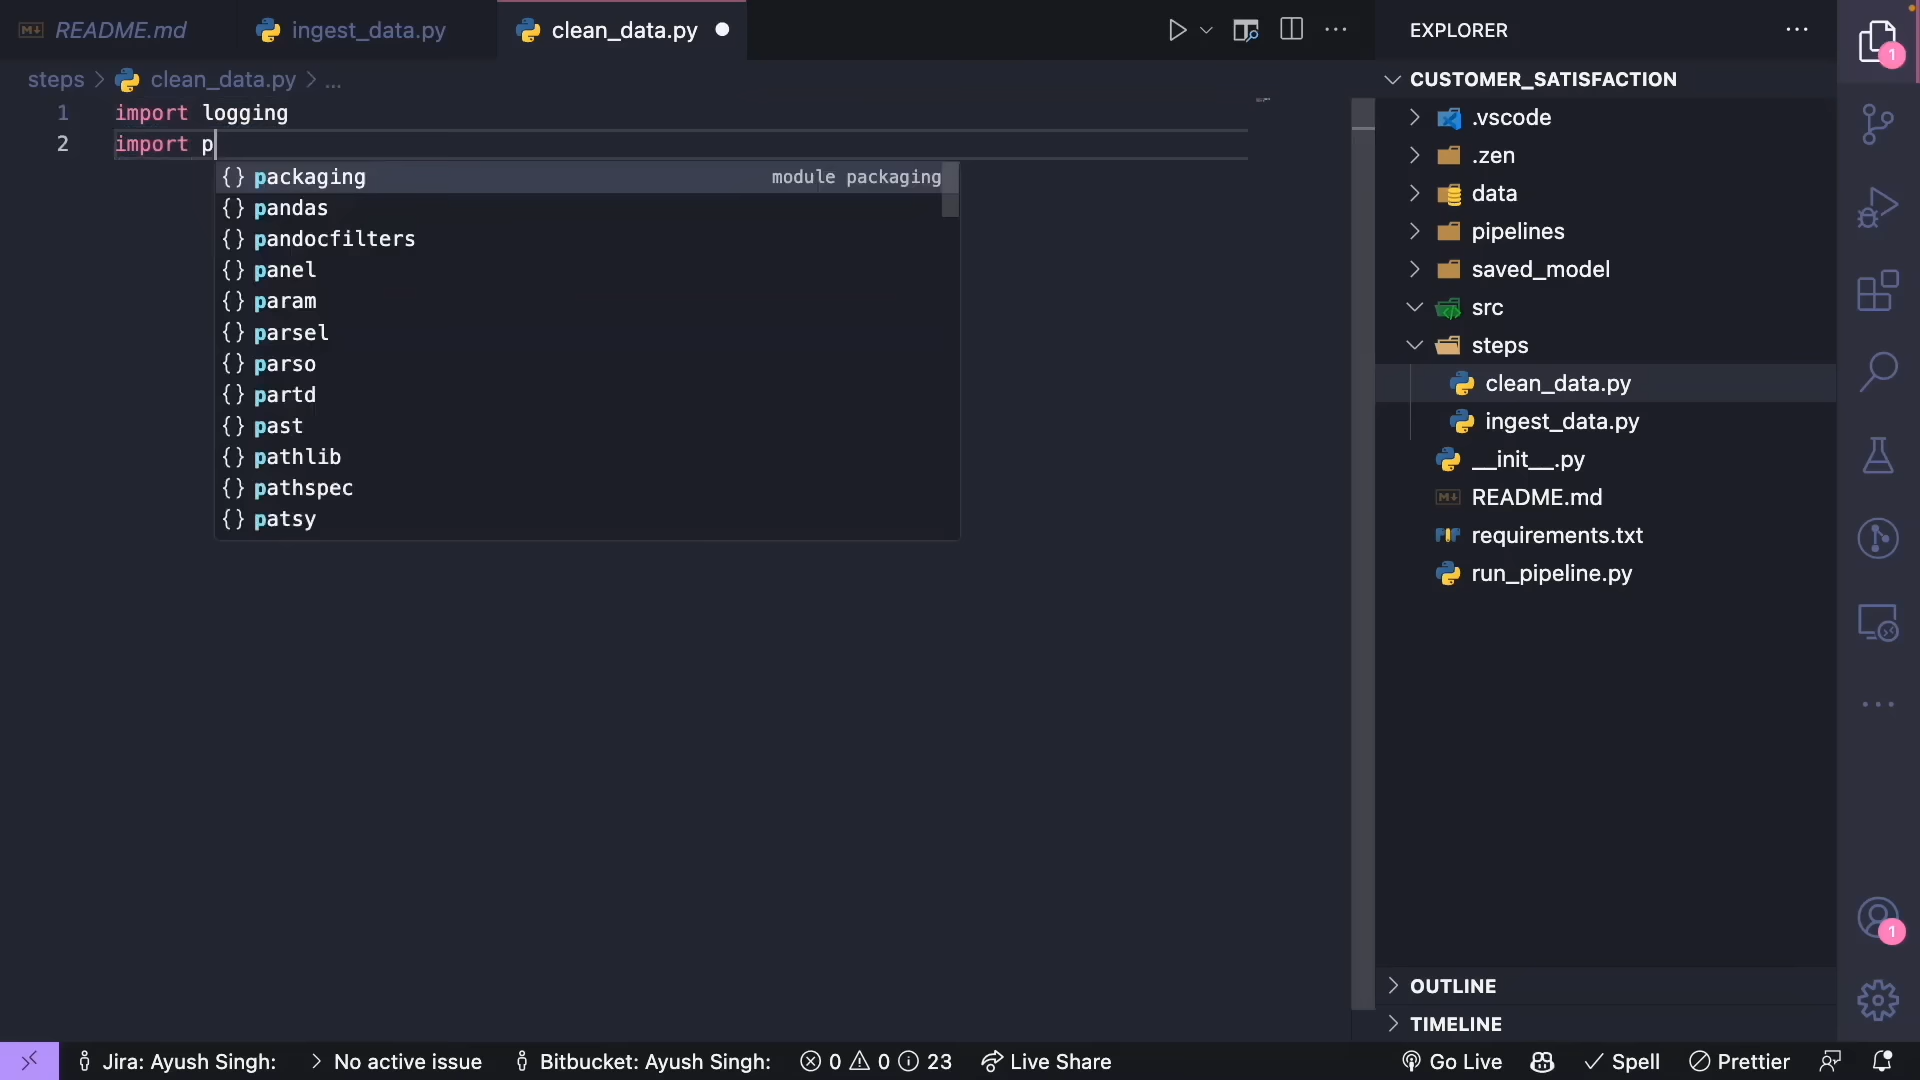 README.md
ingest_data.py
clean_data.py
steps > clean_data.py > ...
1 import logging
2 import p
{} packaging module packaging
{} pandas
{} pandocfilters
{} panel
{} param
{} parsel
{} parso
{} partd
{} past
{} pathlib
{} pathspec
{} patsy
EXPLORER
CUSTOMER_SATISFACTION
.vscode
.zen
data
pipelines
saved_model
src
steps
clean_data.py
ingest_data.py
__init__.py
README.md
requirements.txt
run_pipeline.py
OUTLINE
TIMELINE
1
1
Jira: Ayush Singh: > No active issue Bitbucket: Ayush Singh: 0 0 23 Live Share Go Live Spell Prettier